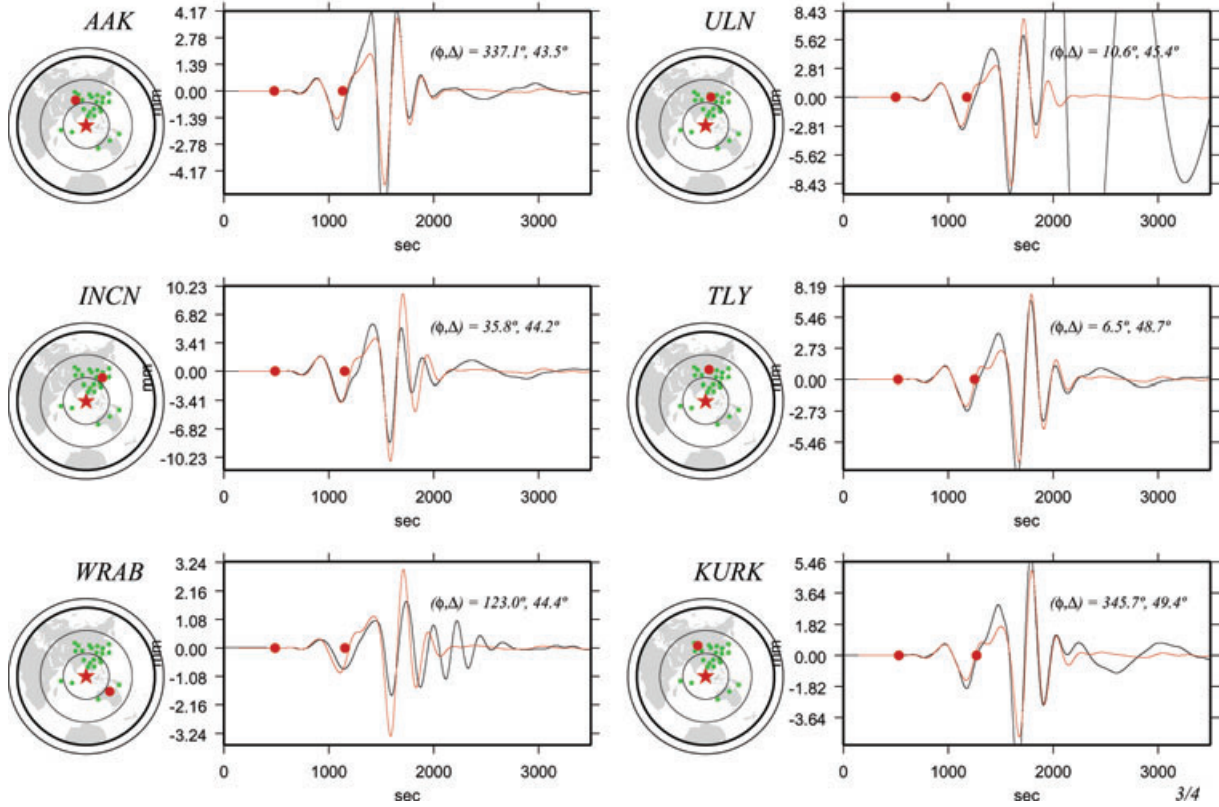 AAK
4.17
2.78
1.39
0.00
-1.39
-2.78
-4.17
mm
(ϕ,Δ) = 337.1º, 43.5º
0 1000 2000 3000
sec
ULN
8.43
5.62
2.81
0.00
-2.81
-5.62
-8.43
mm
(ϕ,Δ) = 10.6º, 45.4º
0 1000 2000 3000
sec
INCN
10.23
6.82
3.41
0.00
-3.41
-6.82
-10.23
mm
(ϕ,Δ) = 35.8º, 44.2º
0 1000 2000 3000
sec
TLY
8.19
5.46
2.73
0.00
-2.73
-5.46
mm
(ϕ,Δ) = 6.5º, 48.7º
0 1000 2000 3000
sec
WRAB
3.24
2.16
1.08
0.00
-1.08
-2.16
-3.24
mm
(ϕ,Δ) = 123.0º, 44.4º
0 1000 2000 3000
sec
KURK
5.46
3.64
1.82
0.00
-1.82
-3.64
mm
(ϕ,Δ) = 345.7º, 49.4º
0 1000 2000 3000
sec
3/4